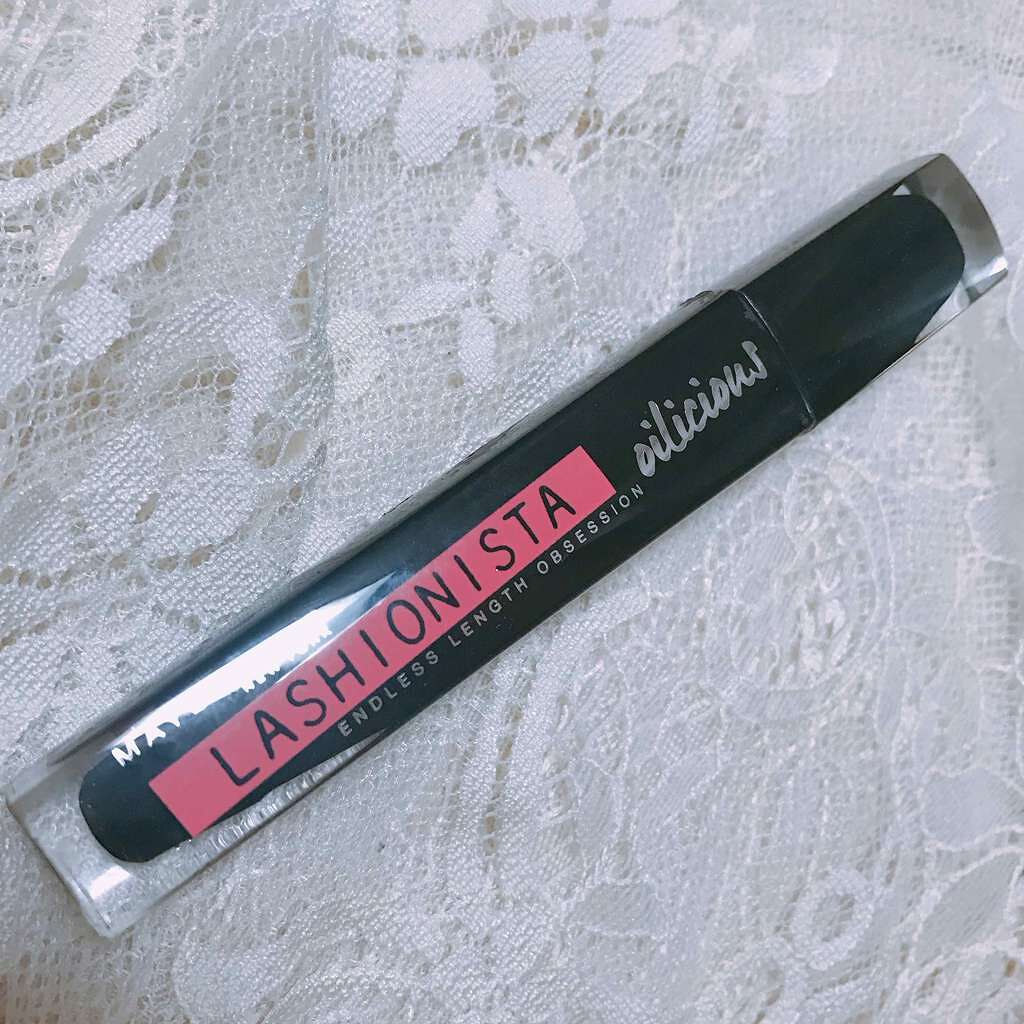 LASHIONISTA
oilicious
ENDLESS LENGTH OBSESSION